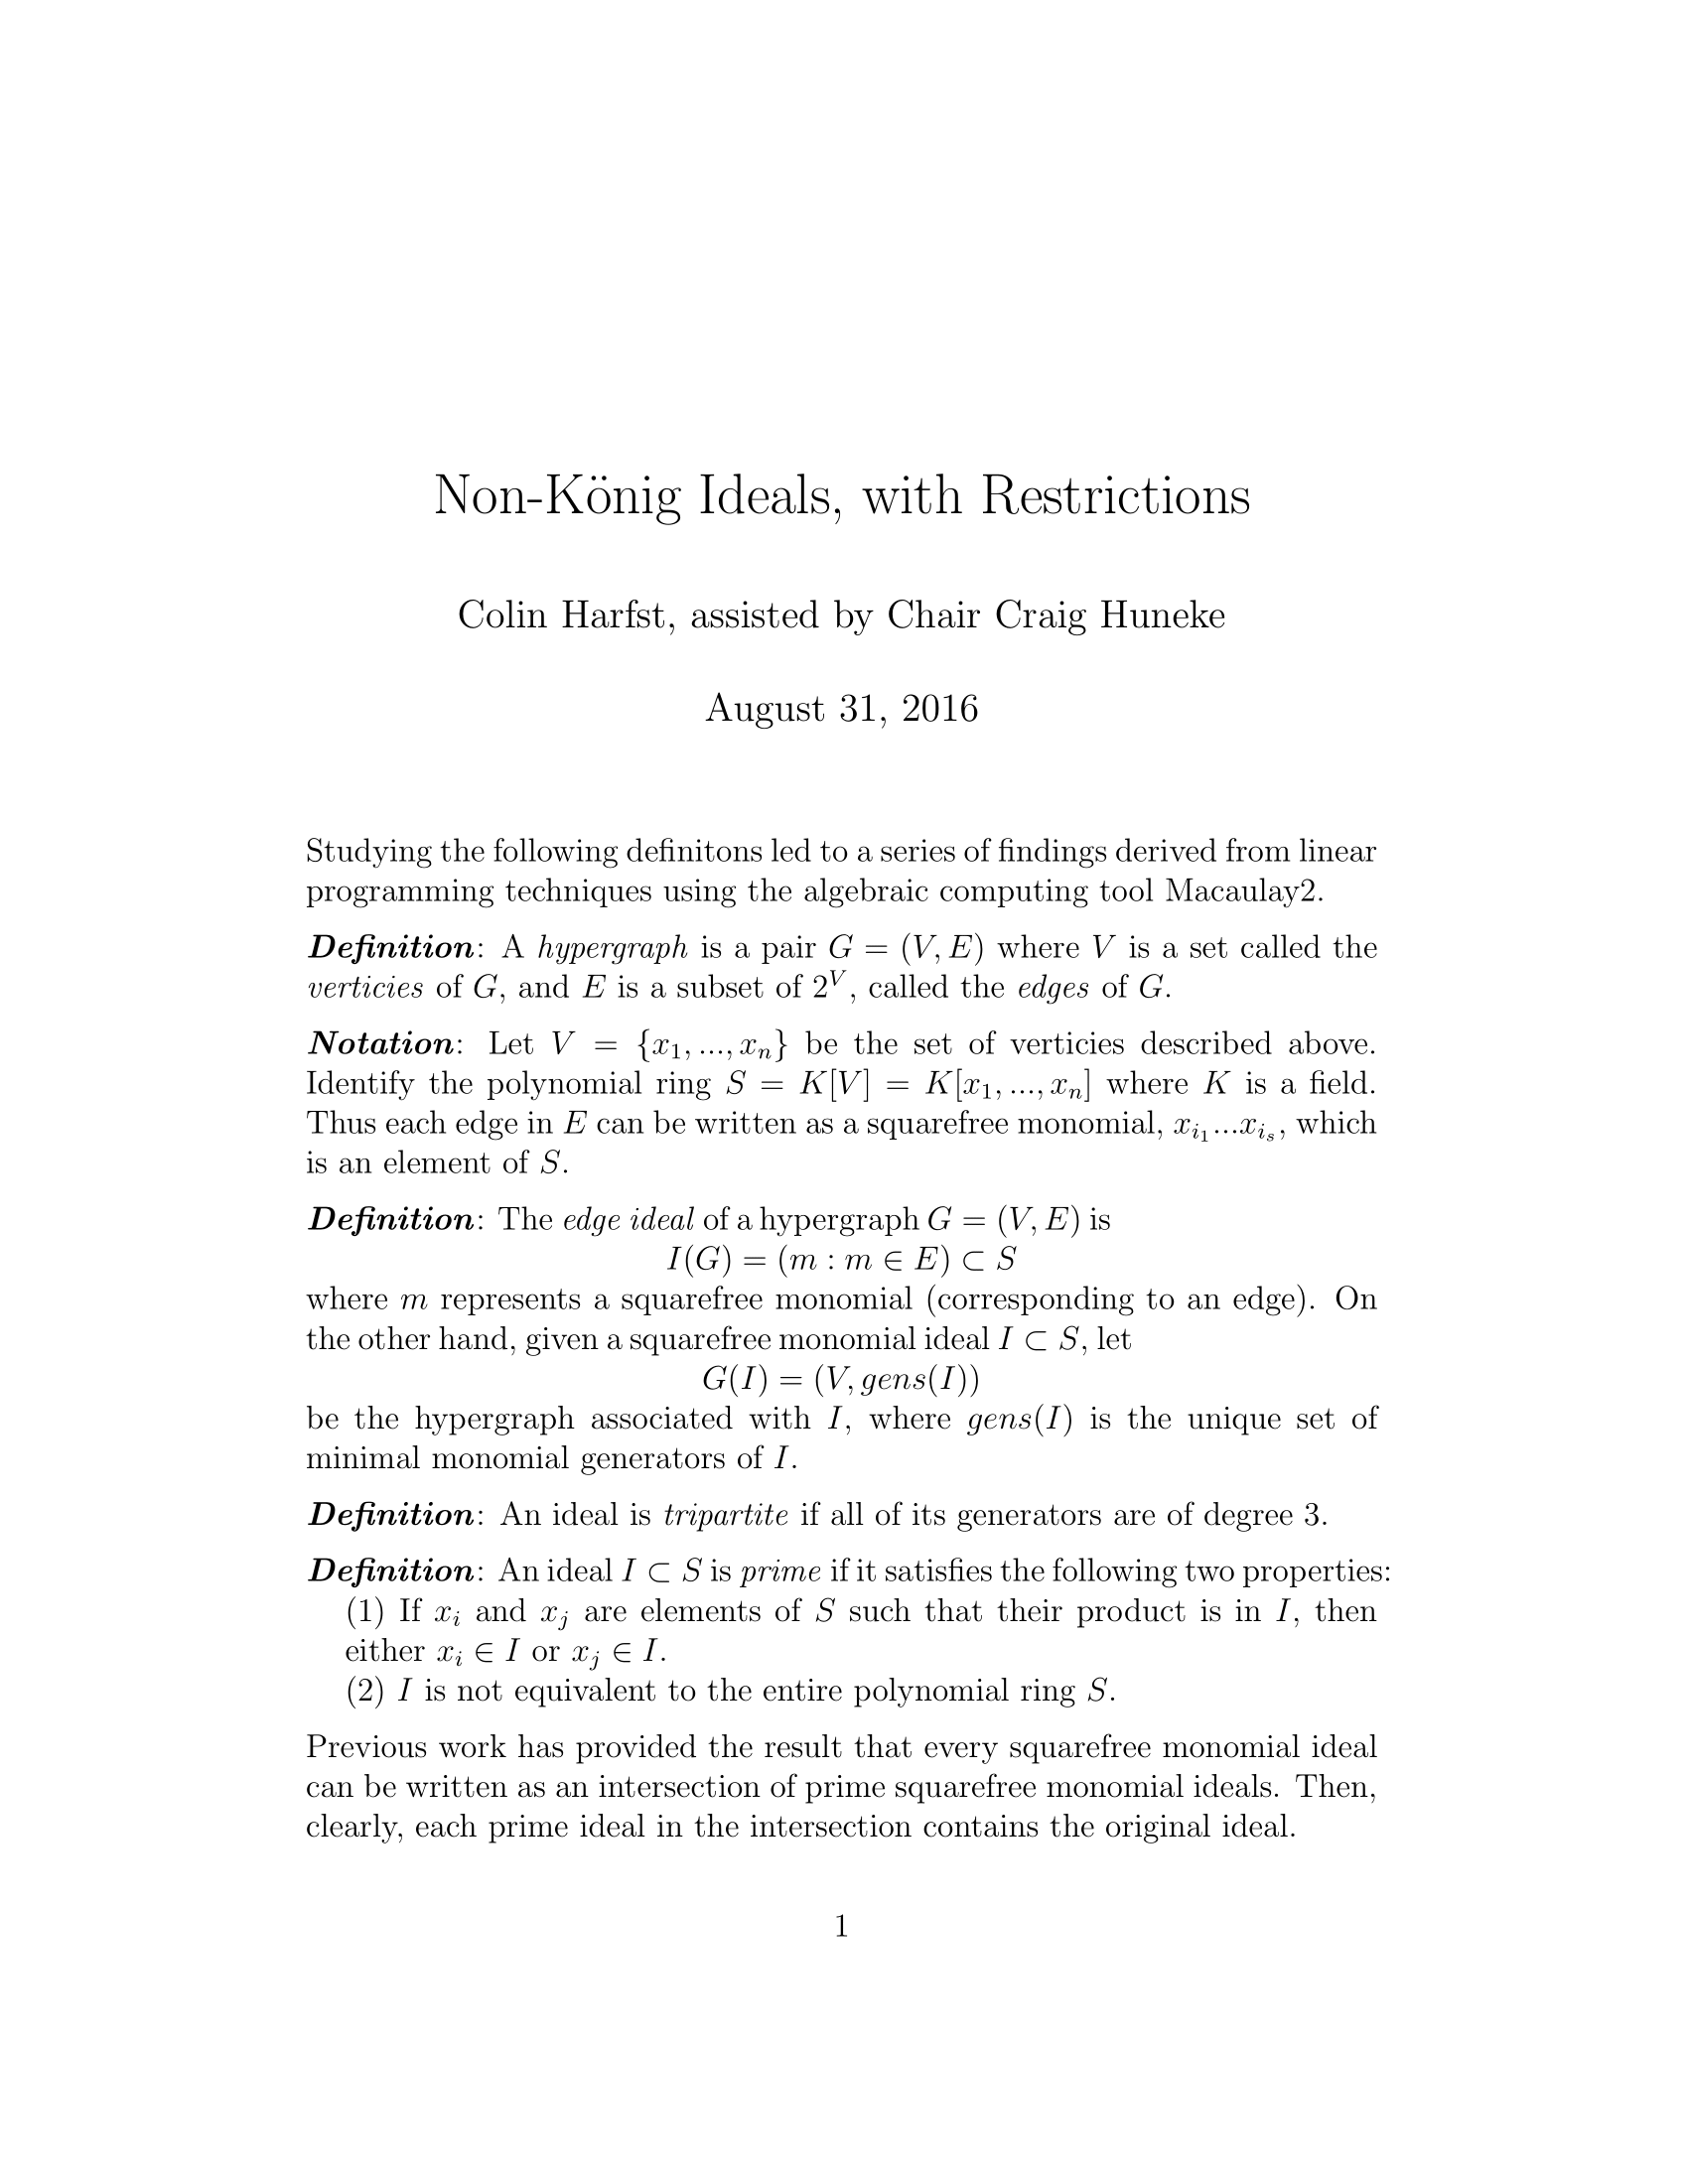 Non-König Ideals, with Restrictions
Colin Harfst, assisted by Chair Craig Huneke
August 31, 2016
Studying the following definitons led to a series of findings derived from linear
programming techniques using the algebraic computing tool Macaulay2.
Definition: A hypergraph is a pair G = (V, E) where V is a set called the
verticies of G, and E is a subset of 2^V, called the edges of G.
Notation: Let V = {x_1, ..., x_n} be the set of verticies described above.
Identify the polynomial ring S = K[V] = K[x_1, ..., x_n] where K is a field.
Thus each edge in E can be written as a squarefree monomial, x_{i_1}...x_{i_s}, which
is an element of S.
Definition: The edge ideal of a hypergraph G = (V, E) is
I(G) = (m : m ∈ E) ⊂ S
where m represents a squarefree monomial (corresponding to an edge). On
the other hand, given a squarefree monomial ideal I ⊂ S, let
G(I) = (V, gens(I))
be the hypergraph associated with I, where gens(I) is the unique set of
minimal monomial generators of I.
Definition: An ideal is tripartite if all of its generators are of degree 3.
Definition: An ideal I ⊂ S is prime if it satisfies the following two properties:
(1) If x_i and x_j are elements of S such that their product is in I, then
either x_i ∈ I or x_j ∈ I.
(2) I is not equivalent to the entire polynomial ring S.
Previous work has provided the result that every squarefree monomial ideal
can be written as an intersection of prime squarefree monomial ideals. Then,
clearly, each prime ideal in the intersection contains the original ideal.
1